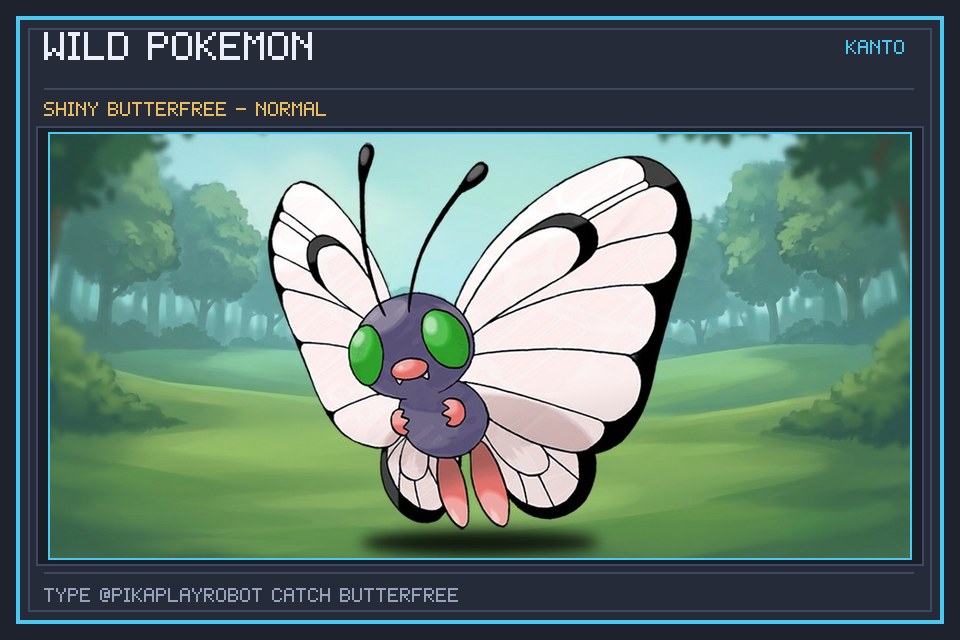 WILD POKEMON
KANTO
SHINY BUTTERFREE - NORMAL
TYPE @PIKAPLAYROBOT CATCH BUTTERFREE